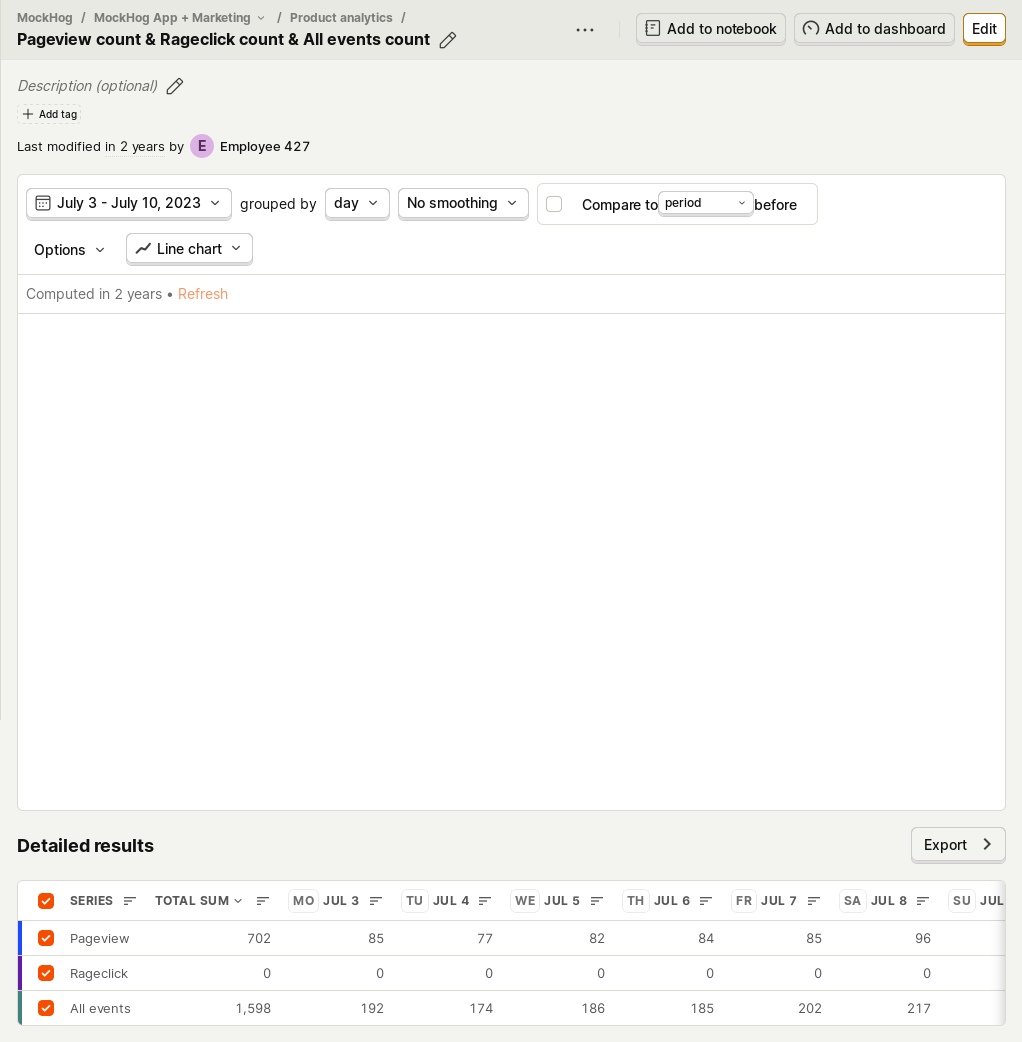 MockHog / MockHog App + Marketing / Product analytics /
Pageview count & Rageclick count & All events count
Add to notebook
Add to dashboard
Edit
Description (optional)
Add tag
Last modified in 2 years by E Employee 427
July 3 - July 10, 2023 grouped by day No smoothing Compare to period before
Options Line chart
Computed in 2 years • Refresh
Detailed results
Export
SERIES TOTAL SUM MO JUL 3 TU JUL 4 WE JUL 5 TH JUL 6 FR JUL 7 SA JUL 8 SU JUL
Pageview 702 85 77 82 84 85 96
Rageclick 0 0 0 0 0 0 0
All events 1,598 192 174 186 185 202 217